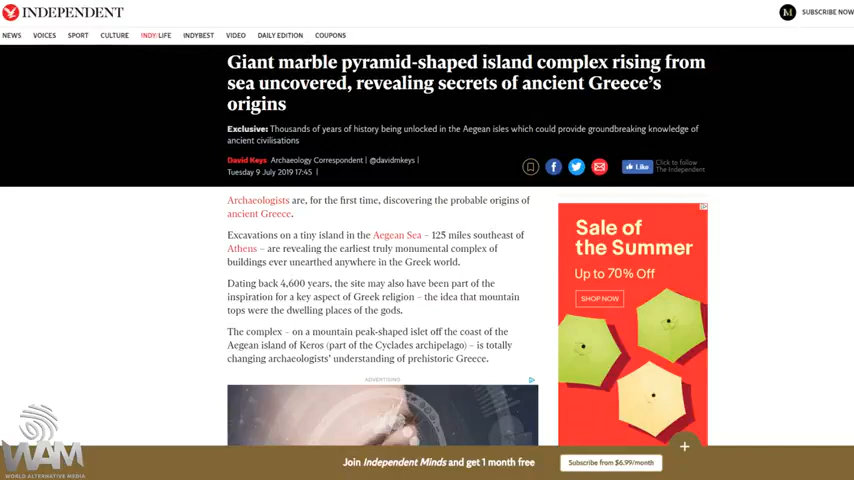 INDEPENDENT
SUBSCRIBE NOW
NEWS VOICES SPORT CULTURE INDY/LIFE INDYBEST VIDEO DAILY EDITION COUPONS
Giant marble pyramid-shaped island complex rising from
sea uncovered, revealing secrets of ancient Greece's
origins
Exclusive: Thousands of years of history being unlocked in the Aegean isles which could provide groundbreaking knowledge of
ancient civilisations
David Keys Archaeology Correspondent | @davidmkeys |
Tuesday 9 July 2019 17:45 |
Like
Click to follow
The Independent
Archaeologists are, for the first time, discovering the probable origins of
ancient Greece.
Excavations on a tiny island in the Aegean Sea – 125 miles southeast of
Athens – are revealing the earliest truly monumental complex of
buildings ever unearthed anywhere in the Greek world.
Dating back 4,600 years, the site may also have been part of the
inspiration for a key aspect of Greek religion – the idea that mountain
tops were the dwelling places of the gods.
The complex – on a mountain peak-shaped islet off the coast of the
Aegean island of Keros (part of the Cyclades archipelago) – is totally
changing archaeologists' understanding of prehistoric Greece.
ADVERTISING
Sale of
the Summer
Up to 70% Off
SHOP NOW
WAM
WORLD ALTERNATIVE MEDIA
Join Independent Minds and get 1 month free
Subscribe from $6.99/month